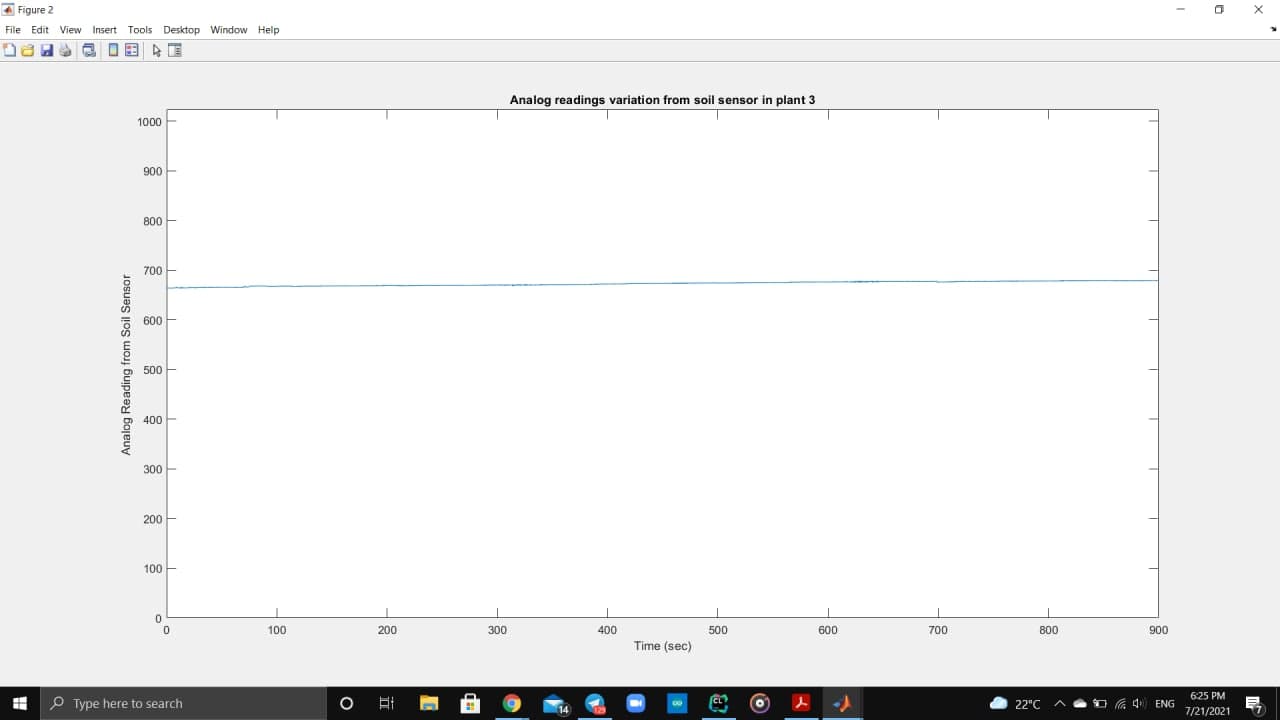 Figure 2
File Edit View Insert Tools Desktop Window Help
Analog readings variation from soil sensor in plant 3
1000
900
800
700
600
500
400
300
200
100
0
Analog Reading from Soil Sensor
0 100 200 300 400 500 600 700 800 900
Time (sec)
Type here to search
14
123
CL
22°C
ENG
6:25 PM
7/21/2021
7